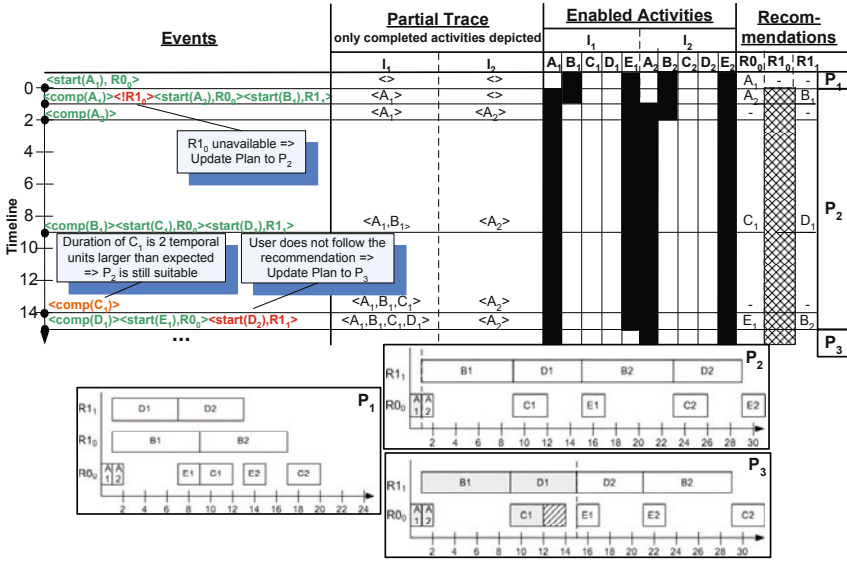 Events
Partial Trace
only completed activities depicted
I1
I2
Enabled Activities
I1
I2
A1 B1 C1 D1 E1 A2 B2 C2 D2 E2
Recom-
mendations
R00 R10 R11
<start(A1), R00>
<>
<>
A1 - -
P1
0
<comp(A1)><!R10><start(A2),R00><start(B1),R11>
<A1>
<>
A2 B1
2
<comp(A2)>
<A1>
<A2>
- -
R10 unavailable =>
Update Plan to P2
4
6
Timeline
8
<comp(B1)><start(C1),R00><start(D1),R11>
<A1,B1>
<A2>
C1 D1
P2
10
Duration of C1 is 2 temporal
units larger than expected
=> P2 is still suitable
User does not follow the
recommendation =>
Update Plan to P3
12
<comp(C1)>
<A1,B1,C1>
<A2>
- -
14
<comp(D1)><start(E1),R00><start(D2),R11>
<A1,B1,C1,D1>
<A2>
E1 B2
...
P3
P1
R11
D1
D2
R10
B1
B2
R00
A1
A2
E1
C1
E2
C2
2 4 6 8 10 12 14 16 18 20 22 24
P2
R11
B1
D1
B2
D2
R00
A1
A2
C1
E1
C2
E2
2 4 6 8 10 12 14 16 18 20 22 24 26 28 30
P3
R11
B1
D1
D2
B2
R00
A1
A2
C1
E1
E2
C2
2 4 6 8 10 12 14 16 18 20 22 24 26 28 30